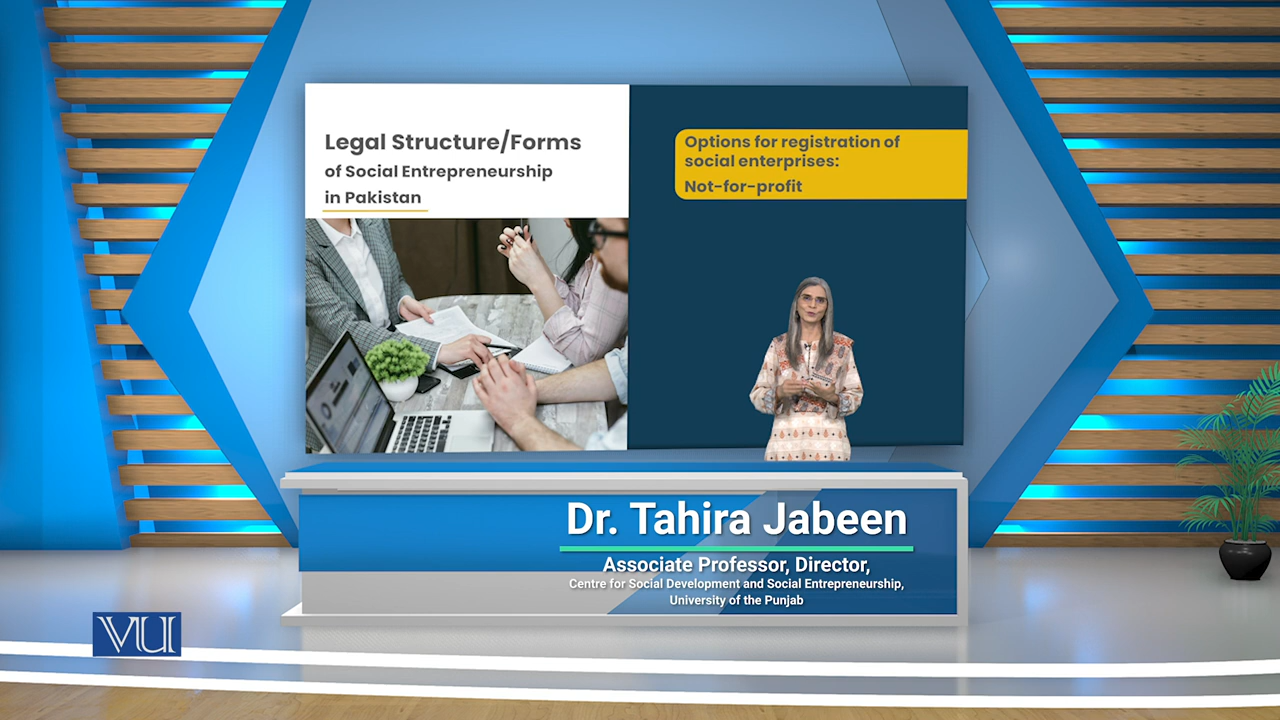 Legal Structure/Forms
of Social Entrepreneurship
in Pakistan
Options for registration of
social enterprises:
Not-for-profit
Dr. Tahira Jabeen
Associate Professor, Director,
Centre for Social Development and Social Entrepreneurship,
University of the Punjab
VU